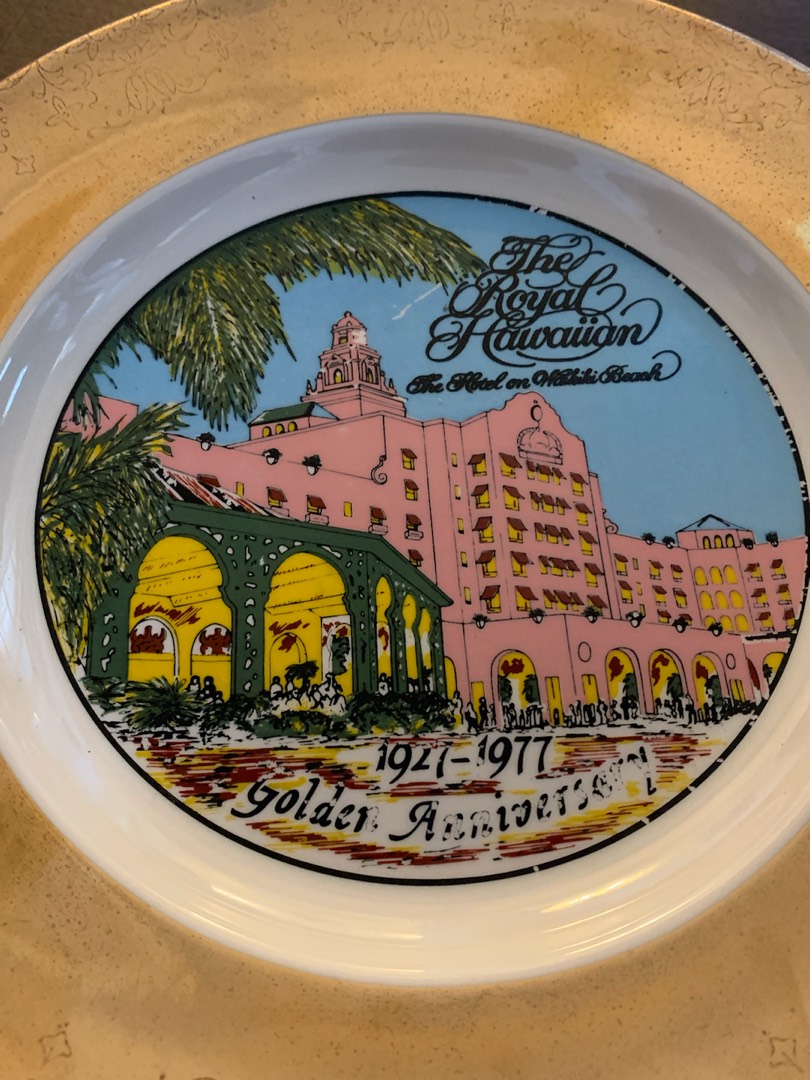 The
Royal
Hawaiian
The Hotel on Waikiki Beach
1927-1977
Golden Anniversary